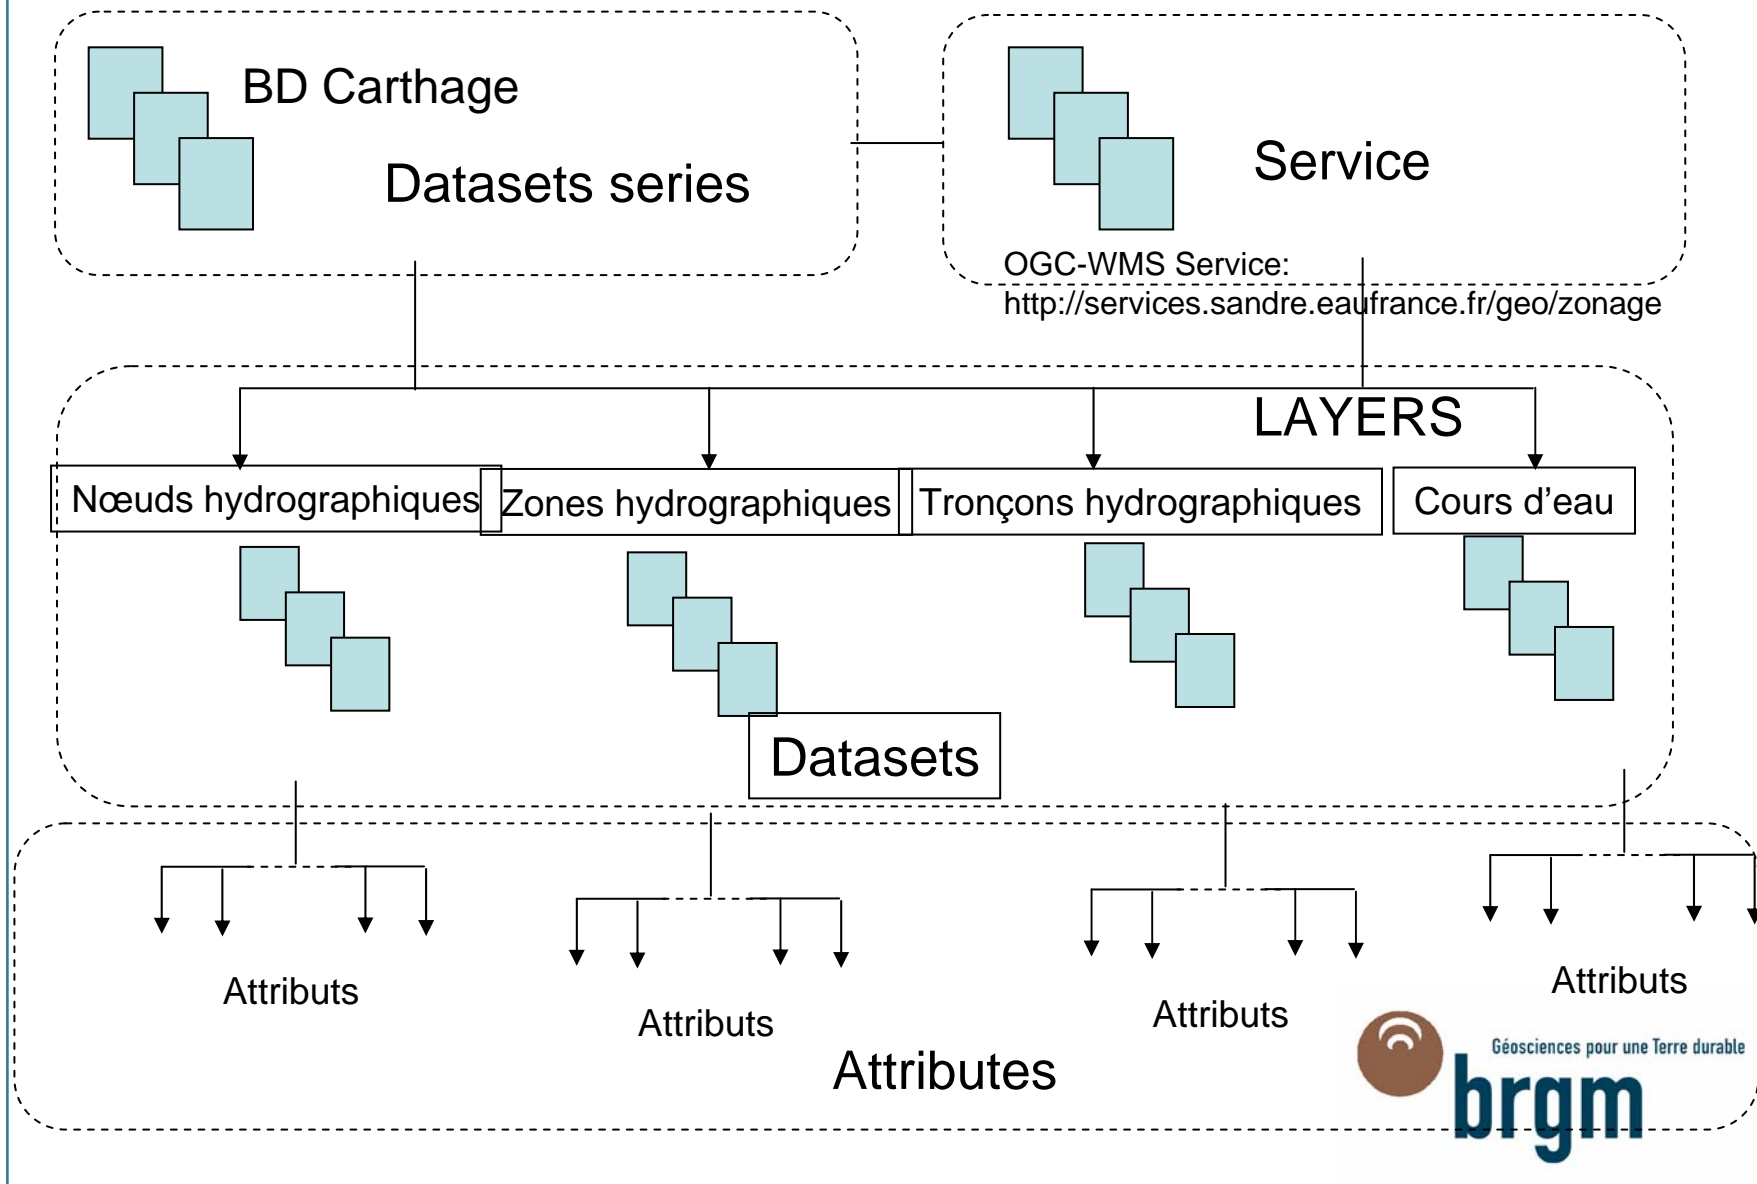 BD Carthage
Datasets series
Service
OGC-WMS Service:
http://services.sandre.eaufrance.fr/geo/zonage
LAYERS
Nœuds hydrographiques
Zones hydrographiques
Tronçons hydrographiques
Cours d’eau
Datasets
Attributs
Attributs
Attributs
Attributs
Attributes
Géosciences pour une Terre durable
brgm